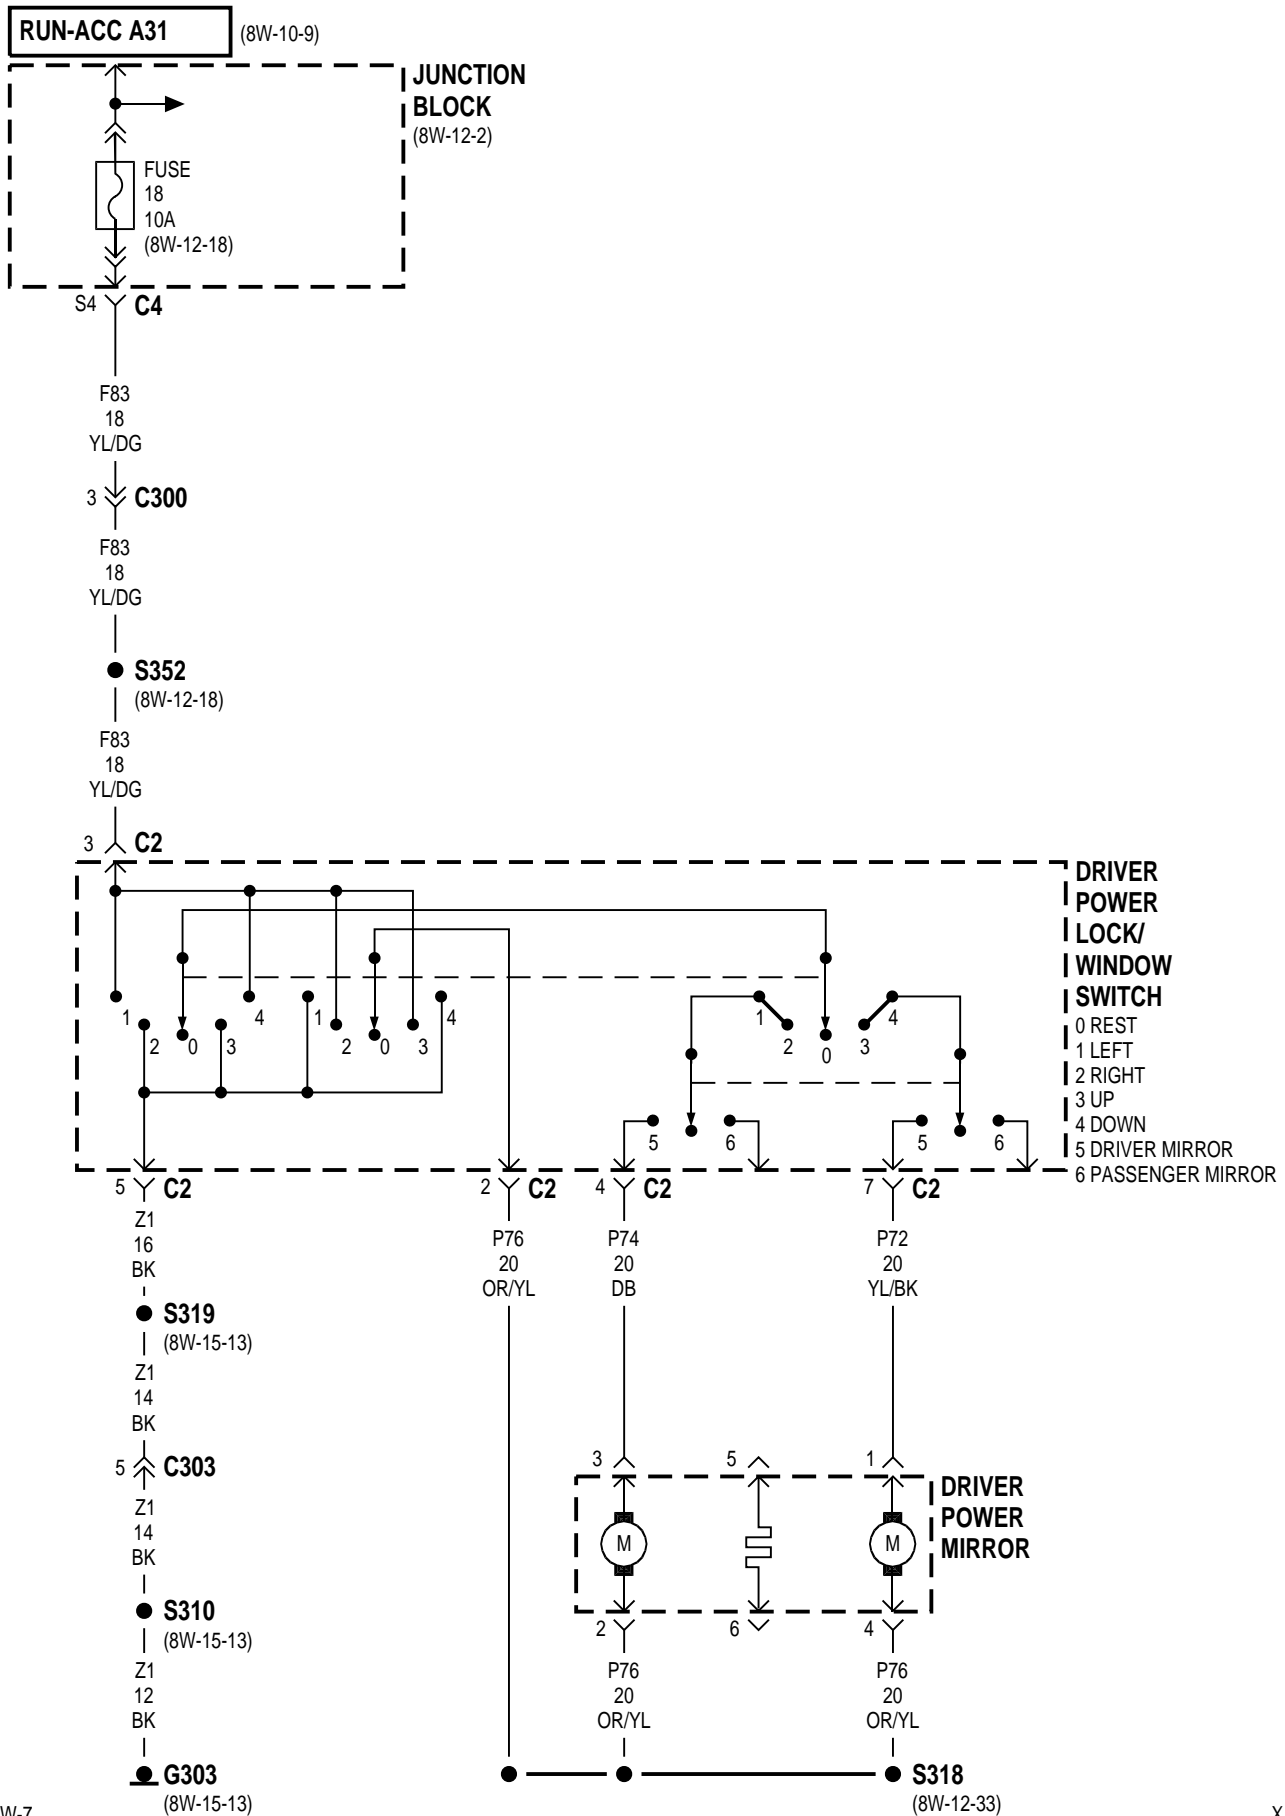 RUN-ACC A31 (8W-10-9)
JUNCTION
BLOCK
(8W-12-2)
FUSE
18
10A
(8W-12-18)
S4 C4
F83
18
YL/DG
3 C300
F83
18
YL/DG
S352
(8W-12-18)
F83
18
YL/DG
3 C2
DRIVER
POWER
LOCK/
WINDOW
SWITCH
0 REST
1 LEFT
2 RIGHT
3 UP
4 DOWN
5 DRIVER MIRROR
6 PASSENGER MIRROR
1 4 1 4 1 4
2 0 3 2 0 3 2 0 3
5 6 5 6
5 C2 2 C2 4 C2 7 C2
Z1
16
BK
P76
20
OR/YL
P74
20
DB
P72
20
YL/BK
S319
(8W-15-13)
Z1
14
BK
5 C303
3 5 1
DRIVER
POWER
MIRROR
M M
Z1
14
BK
S310
(8W-15-13)
2 6 4
Z1
12
BK
P76
20
OR/YL
P76
20
OR/YL
G303
(8W-15-13)
S318
(8W-12-33)
W-7